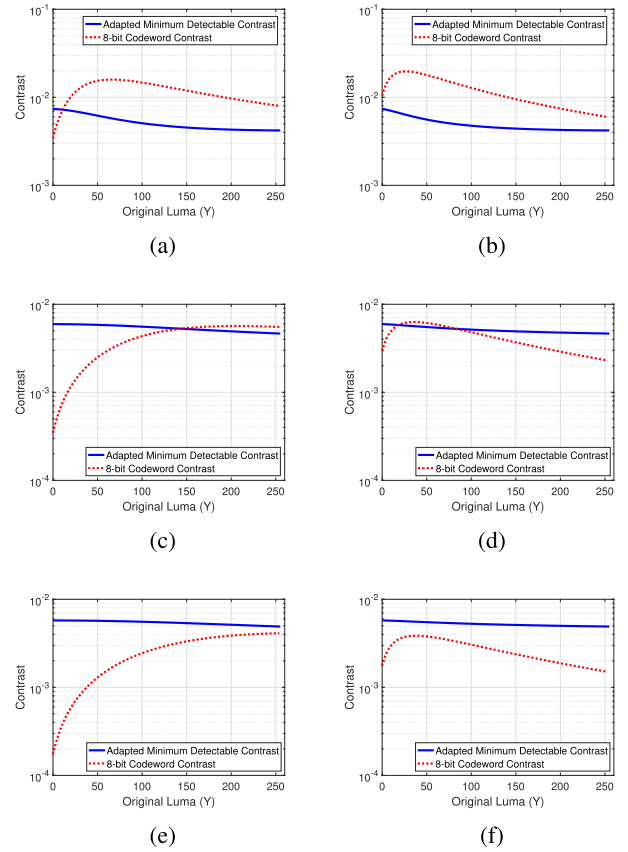 10^-1
Adapted Minimum Detectable Contrast
8-bit Codeword Contrast
10^-2
10^-3
Contrast
0 50 100 150 200 250
Original Luma (Y)
(a)
10^-1
Adapted Minimum Detectable Contrast
8-bit Codeword Contrast
10^-2
10^-3
Contrast
0 50 100 150 200 250
Original Luma (Y)
(b)
10^-2
10^-3
10^-4
Contrast
Adapted Minimum Detectable Contrast
8-bit Codeword Contrast
0 50 100 150 200 250
Original Luma (Y)
(c)
10^-2
10^-3
10^-4
Contrast
Adapted Minimum Detectable Contrast
8-bit Codeword Contrast
0 50 100 150 200 250
Original Luma (Y)
(d)
10^-2
10^-3
10^-4
Contrast
Adapted Minimum Detectable Contrast
8-bit Codeword Contrast
0 50 100 150 200 250
Original Luma (Y)
(e)
10^-2
10^-3
10^-4
Contrast
Adapted Minimum Detectable Contrast
8-bit Codeword Contrast
0 50 100 150 200 250
Original Luma (Y)
(f)